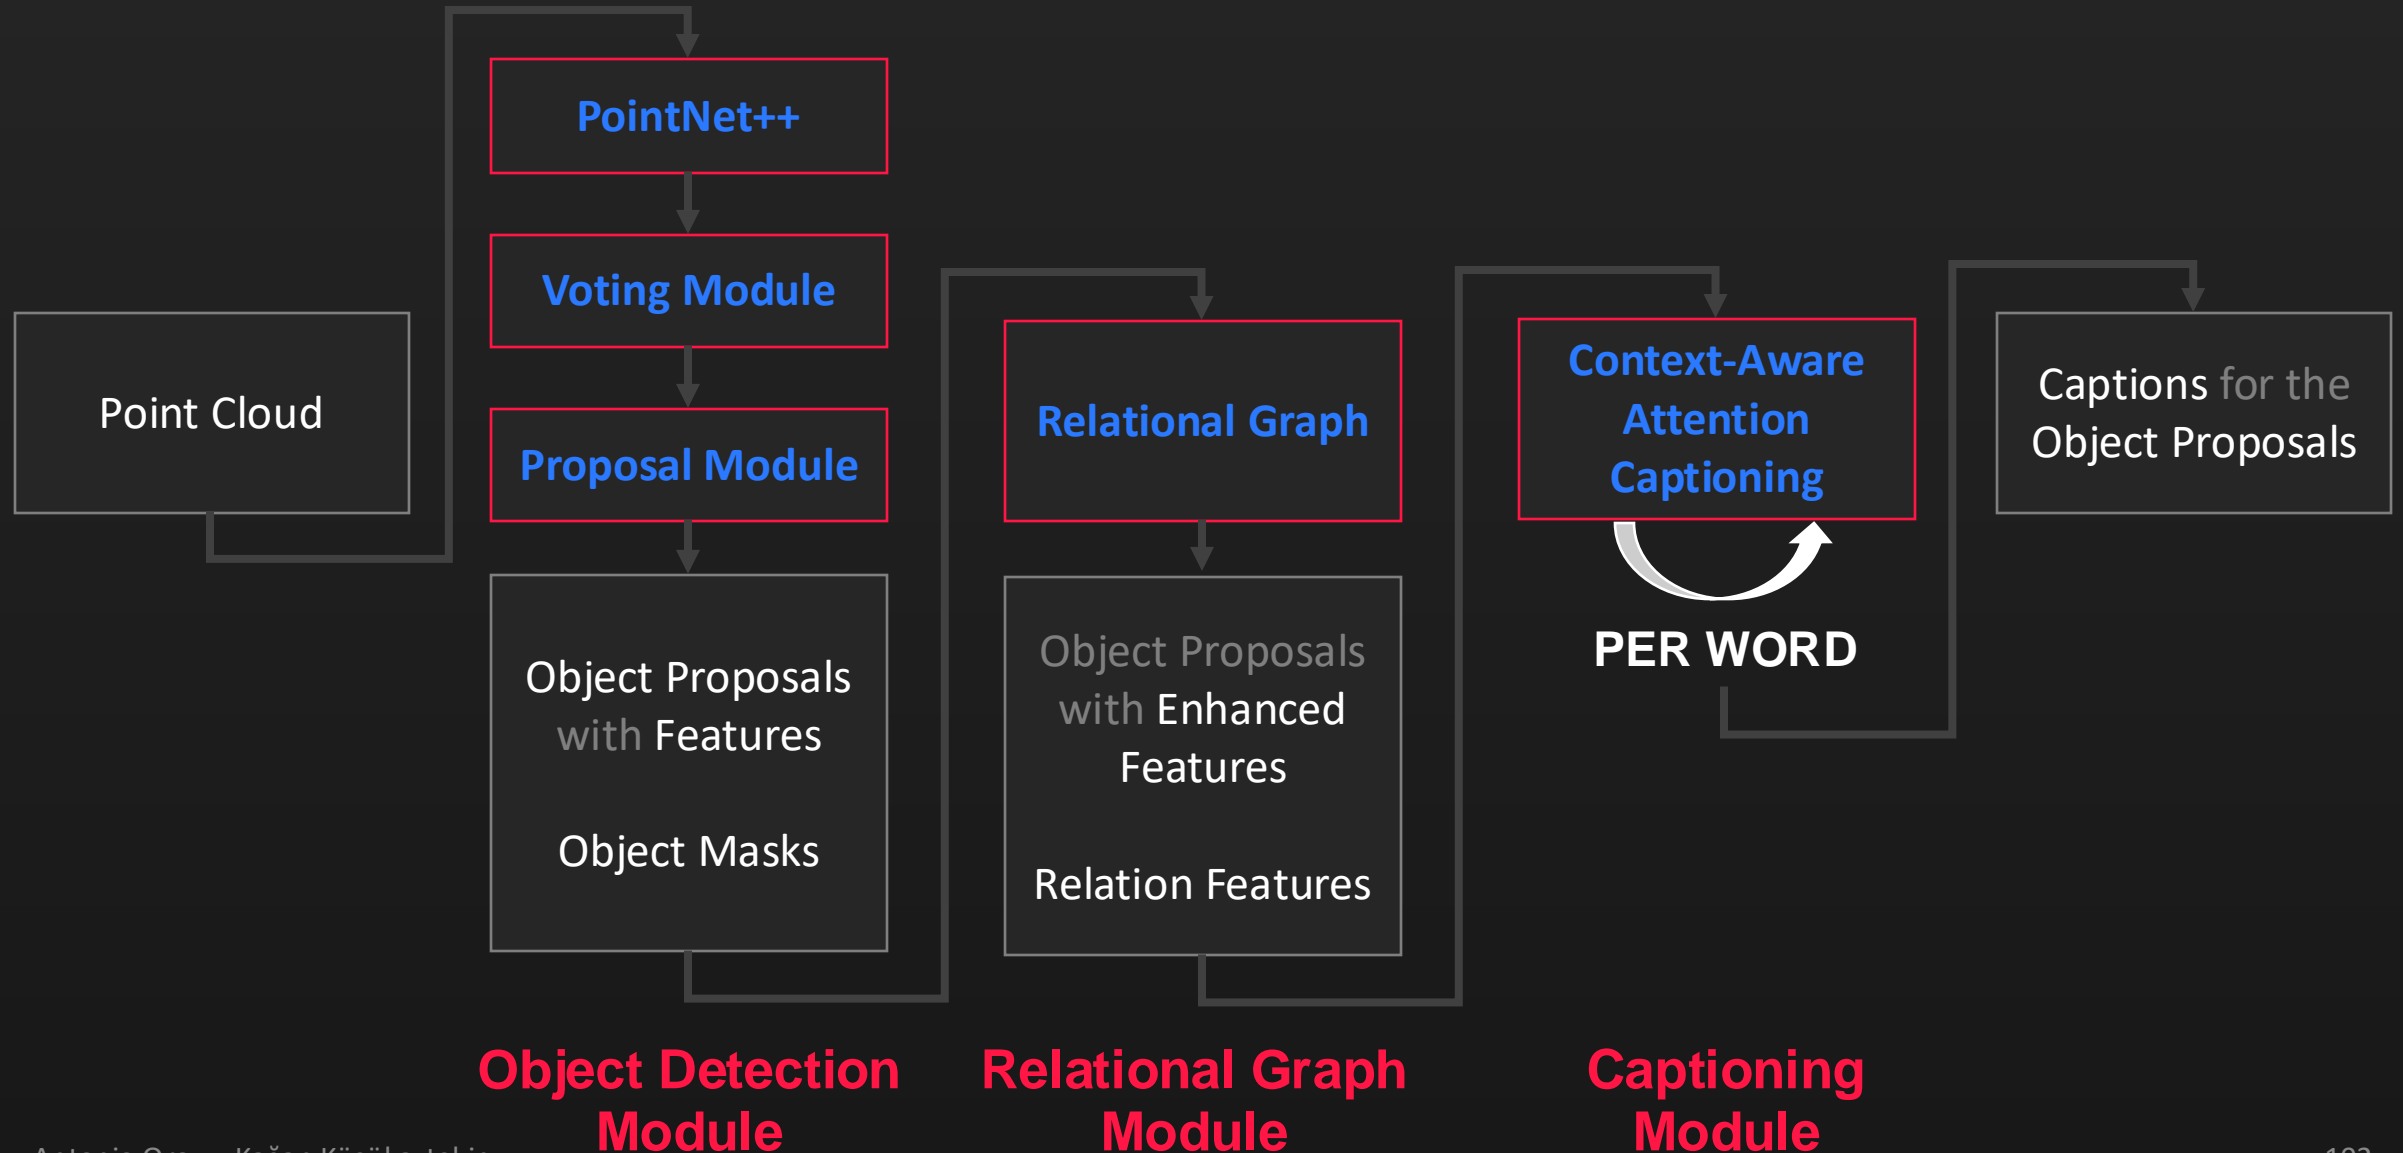 Point Cloud
PointNet++
Voting Module
Proposal Module
Object Proposals
with Features
Object Masks
Object Detection
Module
Relational Graph
Object Proposals
with Enhanced
Features
Relation Features
Relational Graph
Module
Context-Aware
Attention
Captioning
PER WORD
Captioning
Module
Captions for the
Object Proposals